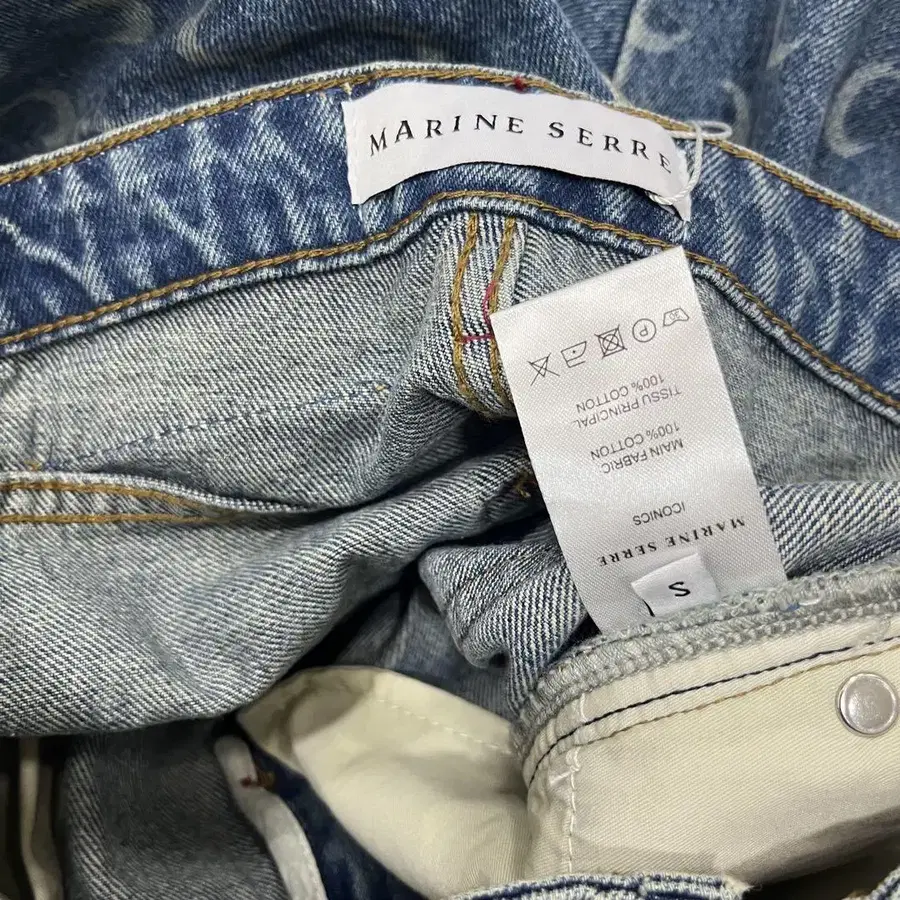 MARINE SERRE
S
MARINE SERRE
ICONICS
MAIN FABRIC
100% COTTON
TISSU PRINCIPAL
100% COTTON
P